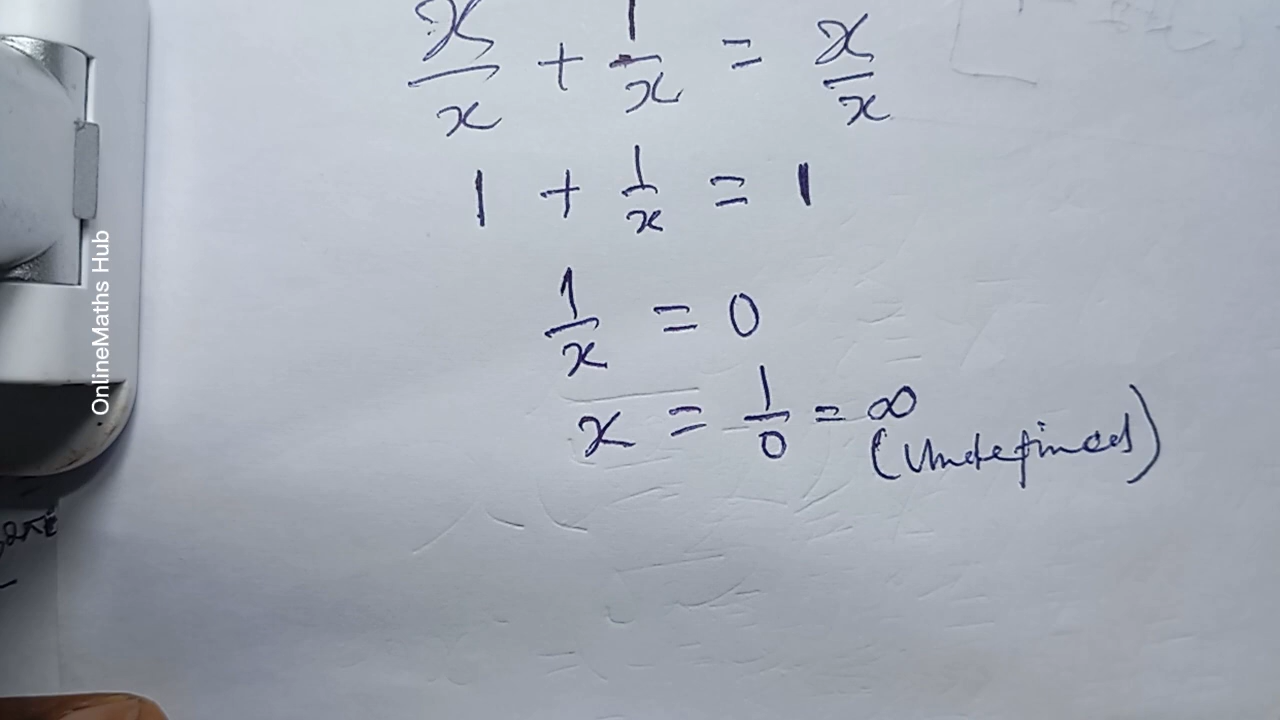 x/x + 1/x = x/x
1 + 1/x = 1
1/x = 0
x = 1/0 = ∞
(Undefined)
OnlineMaths Hub